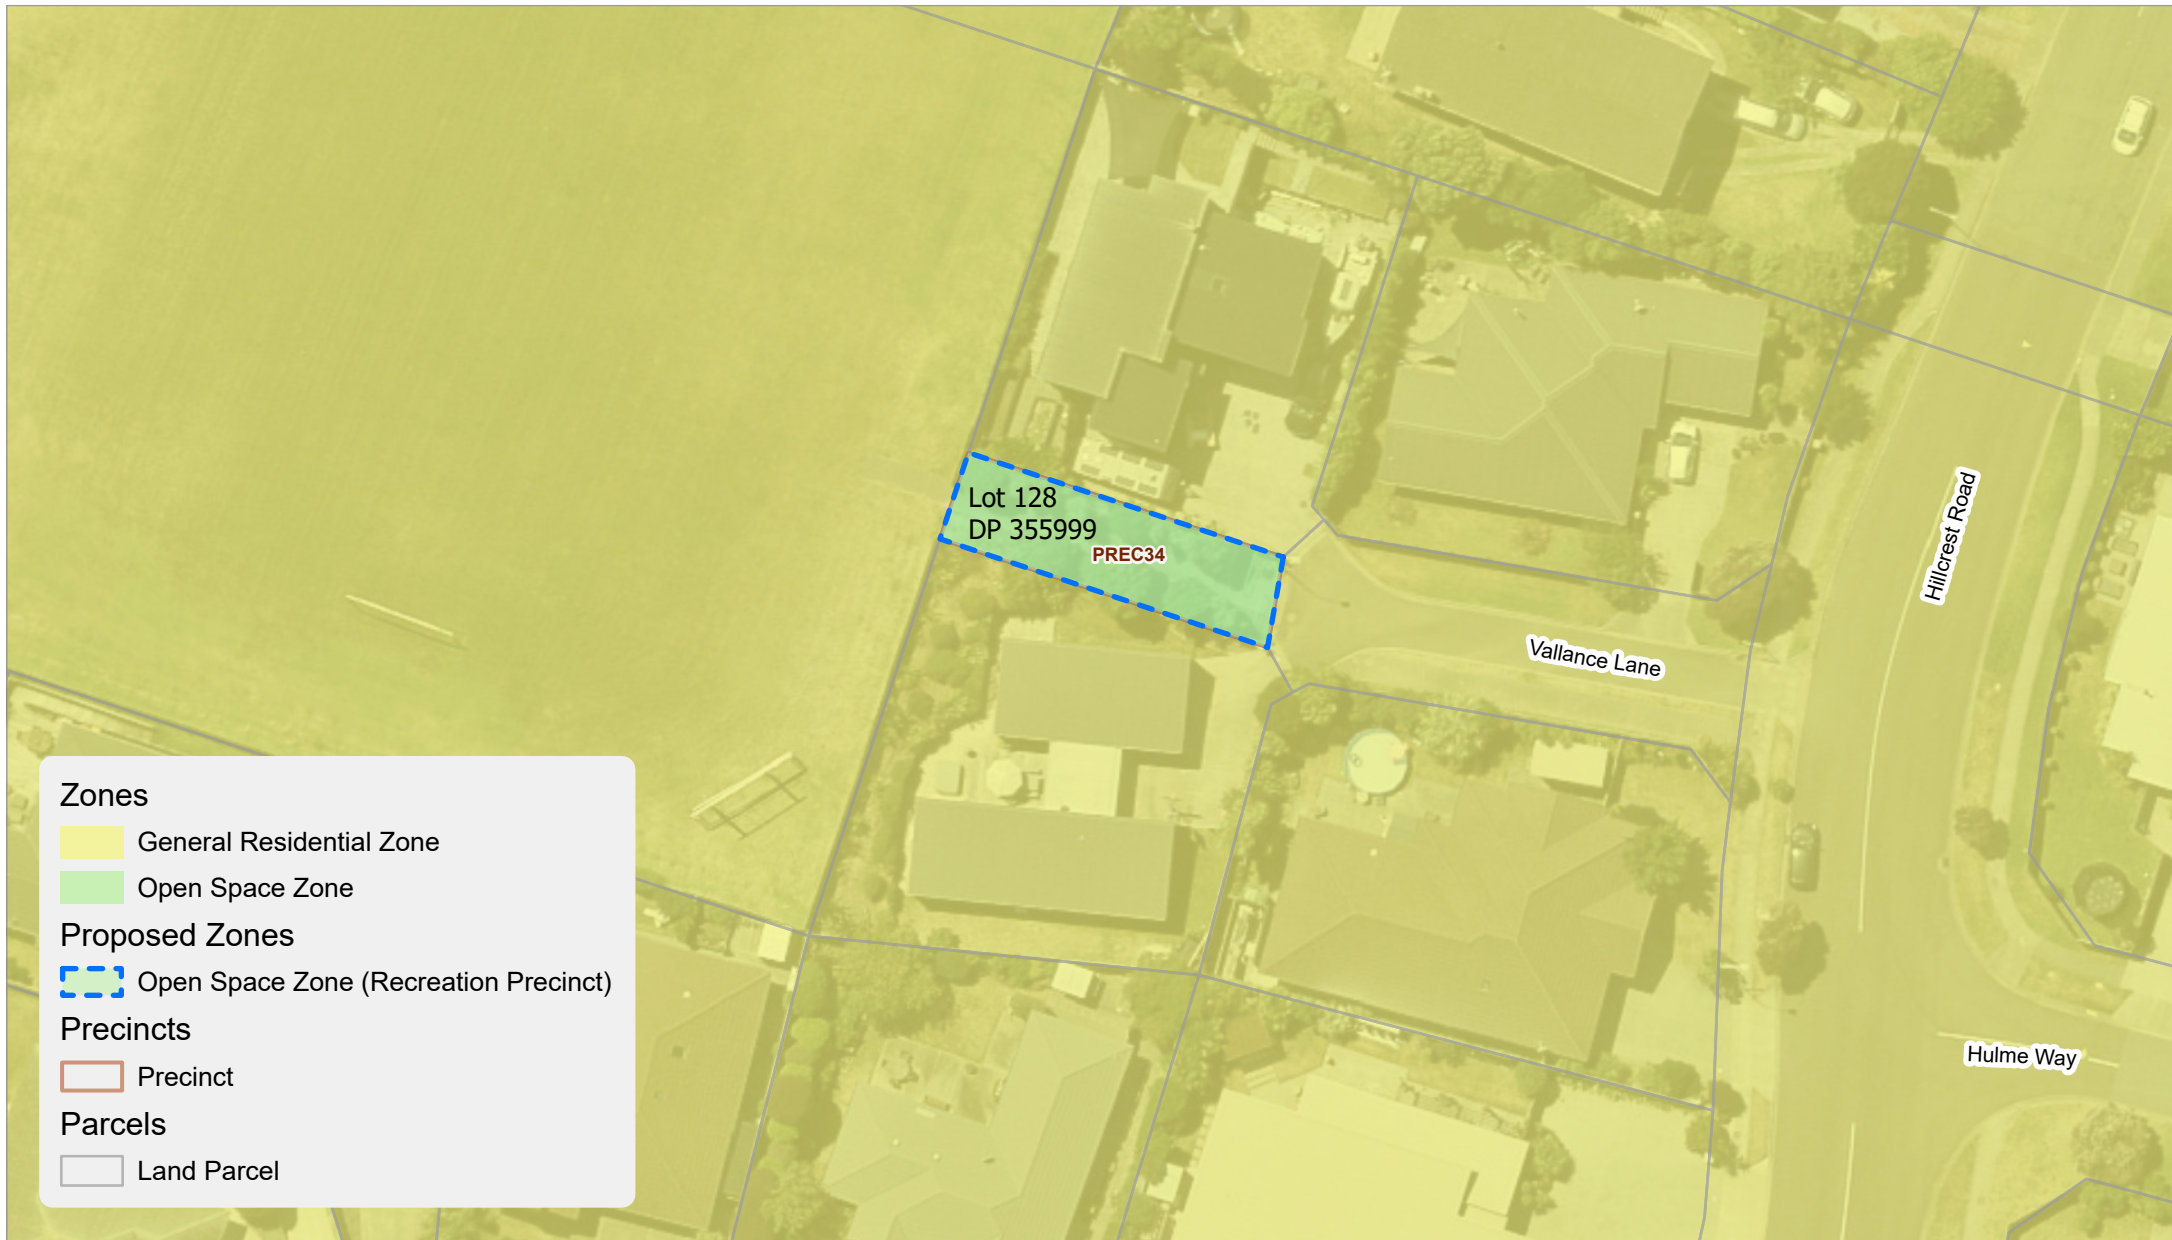 Lot 128
DP 355999
PREC34
Hillcrest Road
Vallance Lane
Hulme Way
Zones
General Residential Zone
Open Space Zone
Proposed Zones
Open Space Zone (Recreation Precinct)
Precincts
Precinct
Parcels
Land Parcel